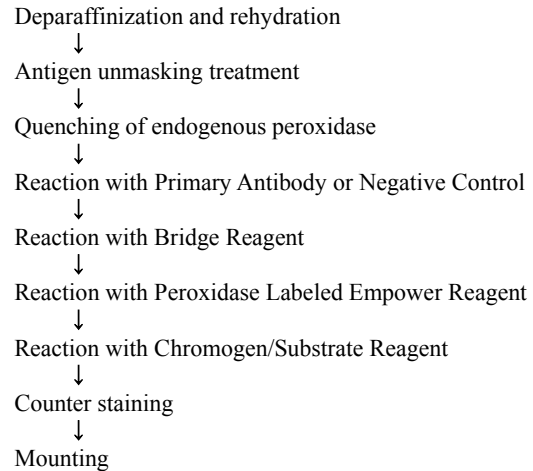 Deparaffinization and rehydration
↓
Antigen unmasking treatment
↓
Quenching of endogenous peroxidase
↓
Reaction with Primary Antibody or Negative Control
↓
Reaction with Bridge Reagent
↓
Reaction with Peroxidase Labeled Empower Reagent
↓
Reaction with Chromogen/Substrate Reagent
↓
Counter staining
↓
Mounting